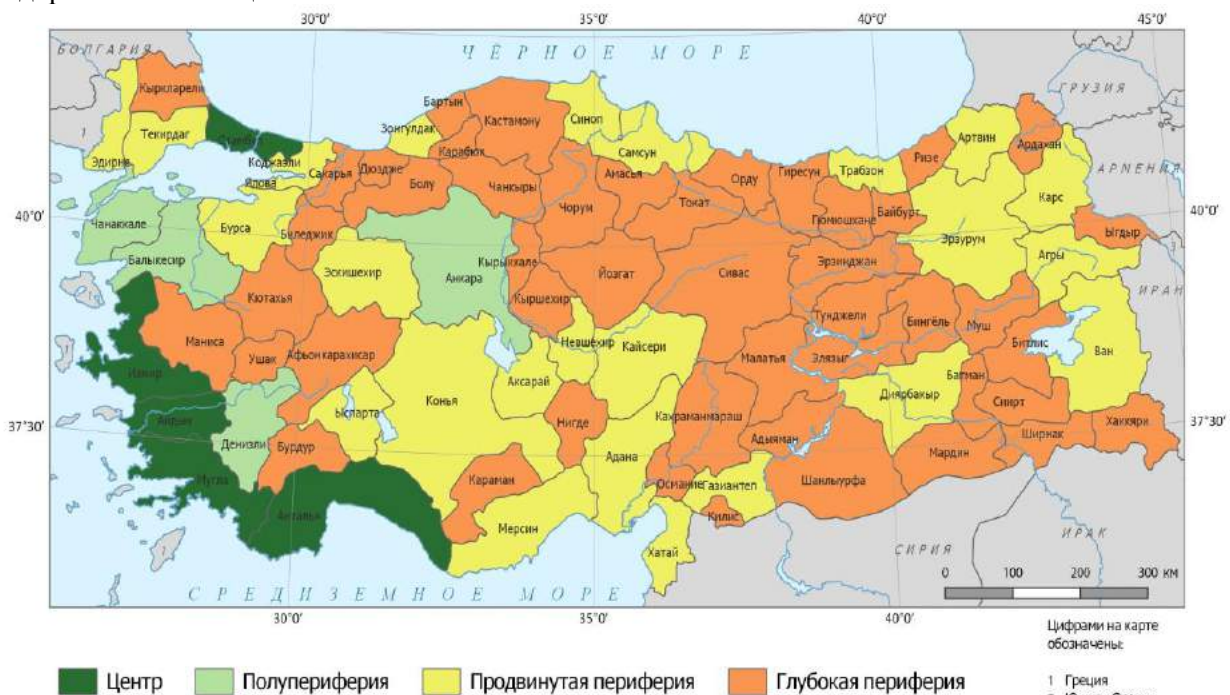 30°0' 35°0' 40°0' 45°0'
БОЛГАРИЯ
ЧЁРНОЕ МОРЕ
2
ГРУЗИЯ
3
Кыркларели
Бартын
Кастамону
Синоп
Артвин
Зонгулдак
Текирдаг
Самсун
Ардахан
1
Эдирне
Коджаэли
Карабюк
Трабзон
Ризе
АРМЕНИЯ
Ялова
Сакарья
Дюздже
Болу
Чанкыры
Амасья
Орду
Гиресун
Карс
40°0'
Чанаккале
Бурса
Биледжик
Чорум
Токат
Гюмюшхане
Байбурт
40°0'
Эрзурум
Ыгдыр
3
Балыкесир
Эскишехир
Анкара
Кырыккале
Йозгат
Сивас
Эрзинджан
Агры
ИРАН
1
Кютахья
Кыршехир
Тунджели
Бингёль
Муш
Маниса
Ушак
Афьонкарахисар
Невшехир
Кайсери
Малатья
Элязыг
Битлис
Ван
Измир
Аксарай
Диярбакыр
Батман
Сиирт
Айдын
Ыспарта
Конья
Нигде
Кахраманмараш
37°30'
Денизли
Бурдур
Адана
Адыяман
Мардин
Ширнак
Хаккяри
37°30'
Мугла
Караман
Османие
Газиантеп
Шанлыурфа
Анталья
Мерсин
Килис
1
Хатай
СИРИЯ
ИРАК
0 100 200 300 км
СРЕДИЗЕМНОЕ МОРЕ
30°0' 35°0' 40°0'
Цифрами на карте
обозначены:
Центр Полупериферия Продвинутая периферия Глубокая периферия
1 Греция